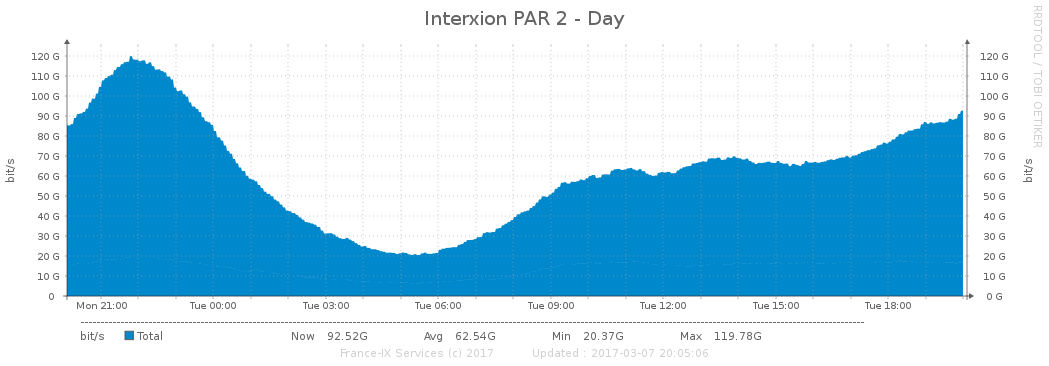 Interxion PAR 2 - Day
RRDTOOL / TOBI OETIKER
bit/s
120 G 120 G
110 G 110 G
100 G 100 G
90 G 90 G
80 G 80 G
70 G 70 G
60 G 60 G
50 G 50 G
40 G 40 G
30 G 30 G
20 G 20 G
10 G 10 G
0 0 G
bit/s
Mon 21:00 Tue 00:00 Tue 03:00 Tue 06:00 Tue 09:00 Tue 12:00 Tue 15:00 Tue 18:00
bit/s Total Now 92.52G Avg 62.54G Min 20.37G Max 119.78G
France-IX Services (c) 2017 Updated : 2017-03-07 20:05:06